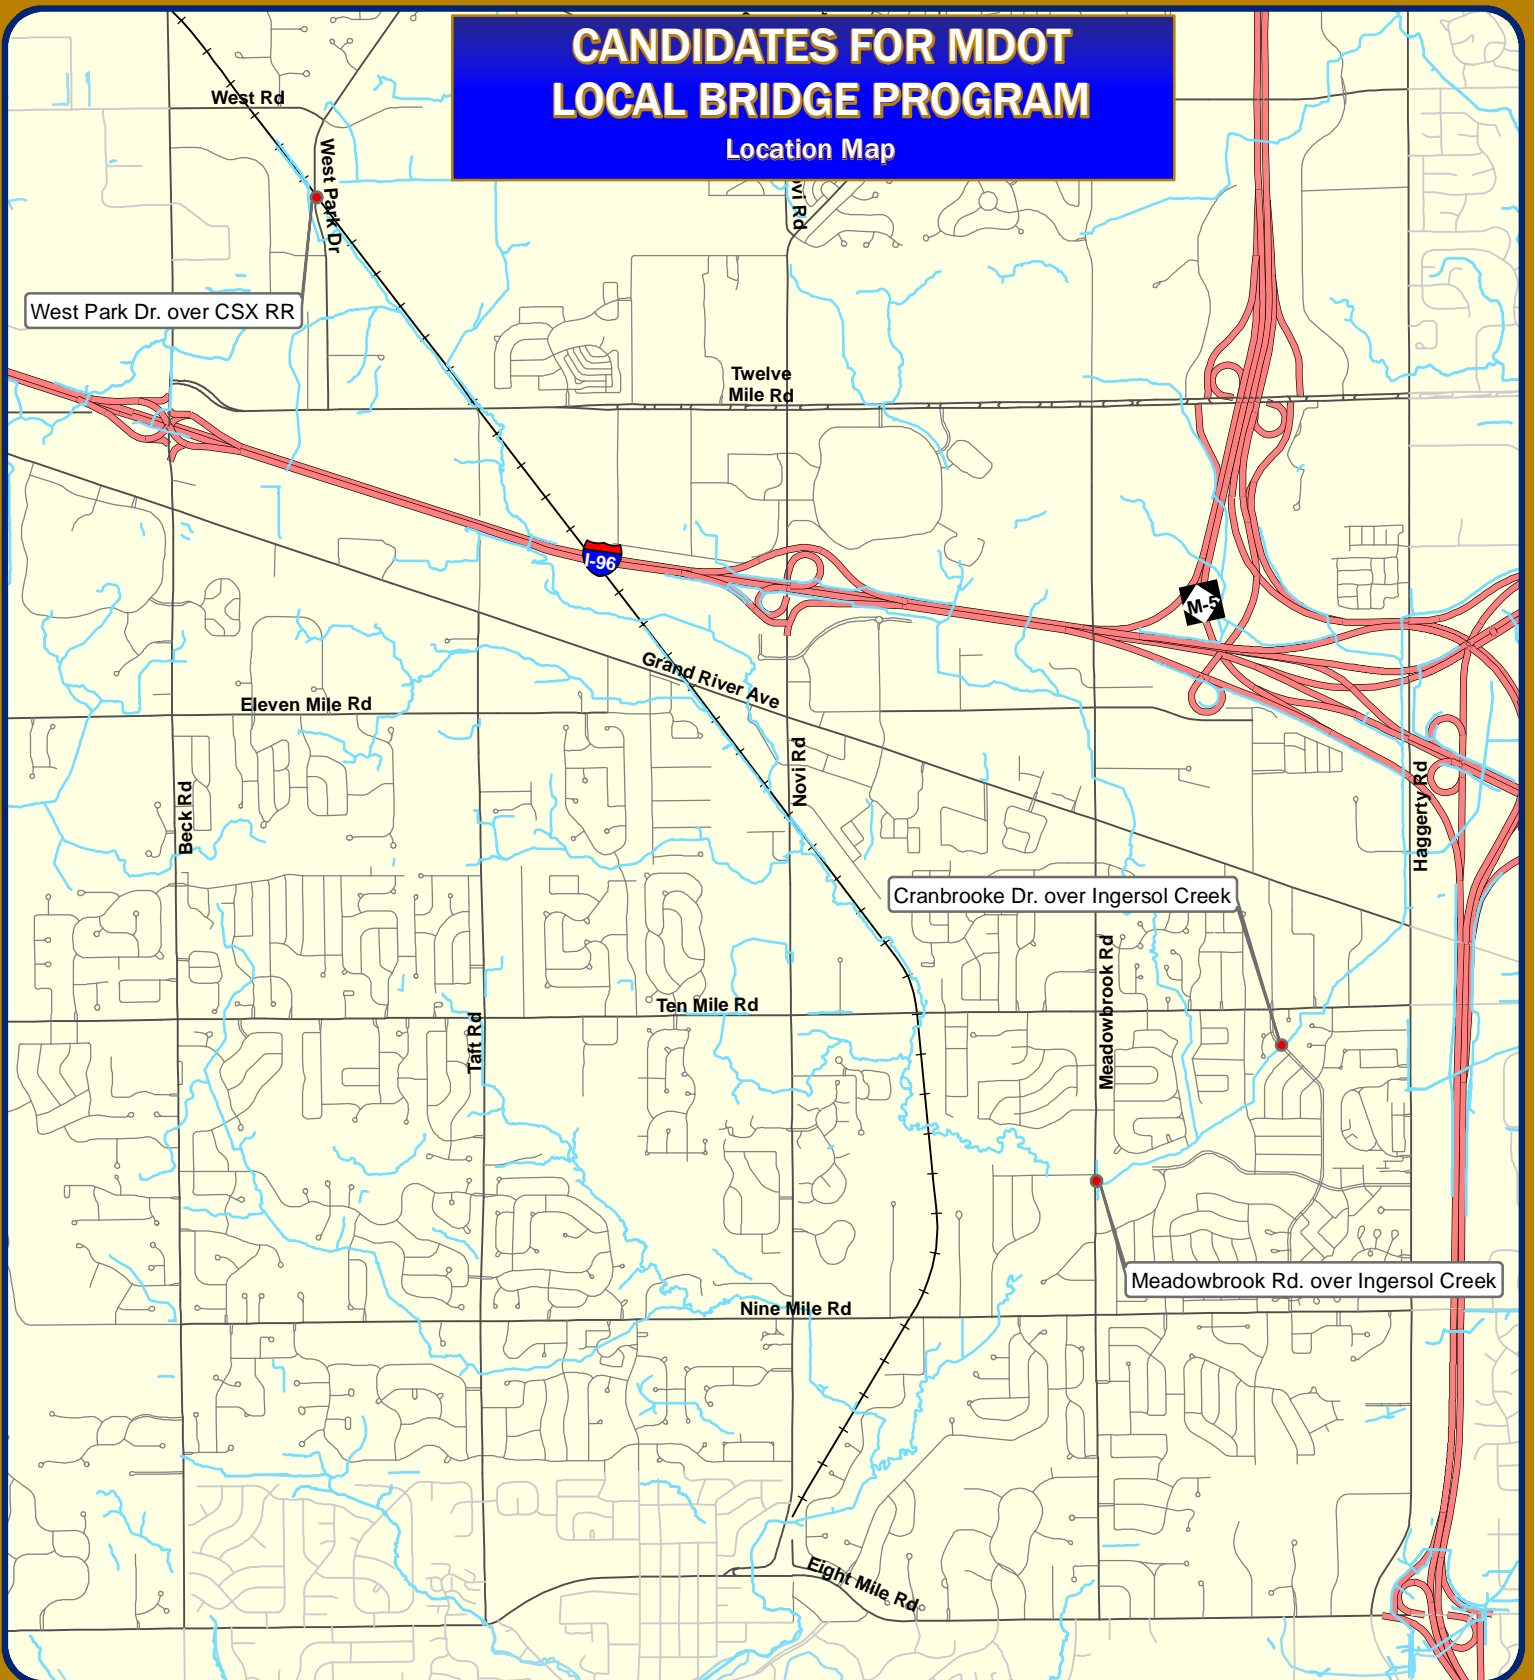 CANDIDATES FOR MDOT
LOCAL BRIDGE PROGRAM
Location Map
West Rd
West Park Dr
West Park Dr. over CSX RR
Twelve
Mile Rd
I-96
M-5
Grand River Ave
Eleven Mile Rd
Novi Rd
Beck Rd
Haggerty Rd
Cranbrooke Dr. over Ingersol Creek
Meadowbrook Rd
Ten Mile Rd
Taft Rd
Meadowbrook Rd. over Ingersol Creek
Nine Mile Rd
Eight Mile Rd